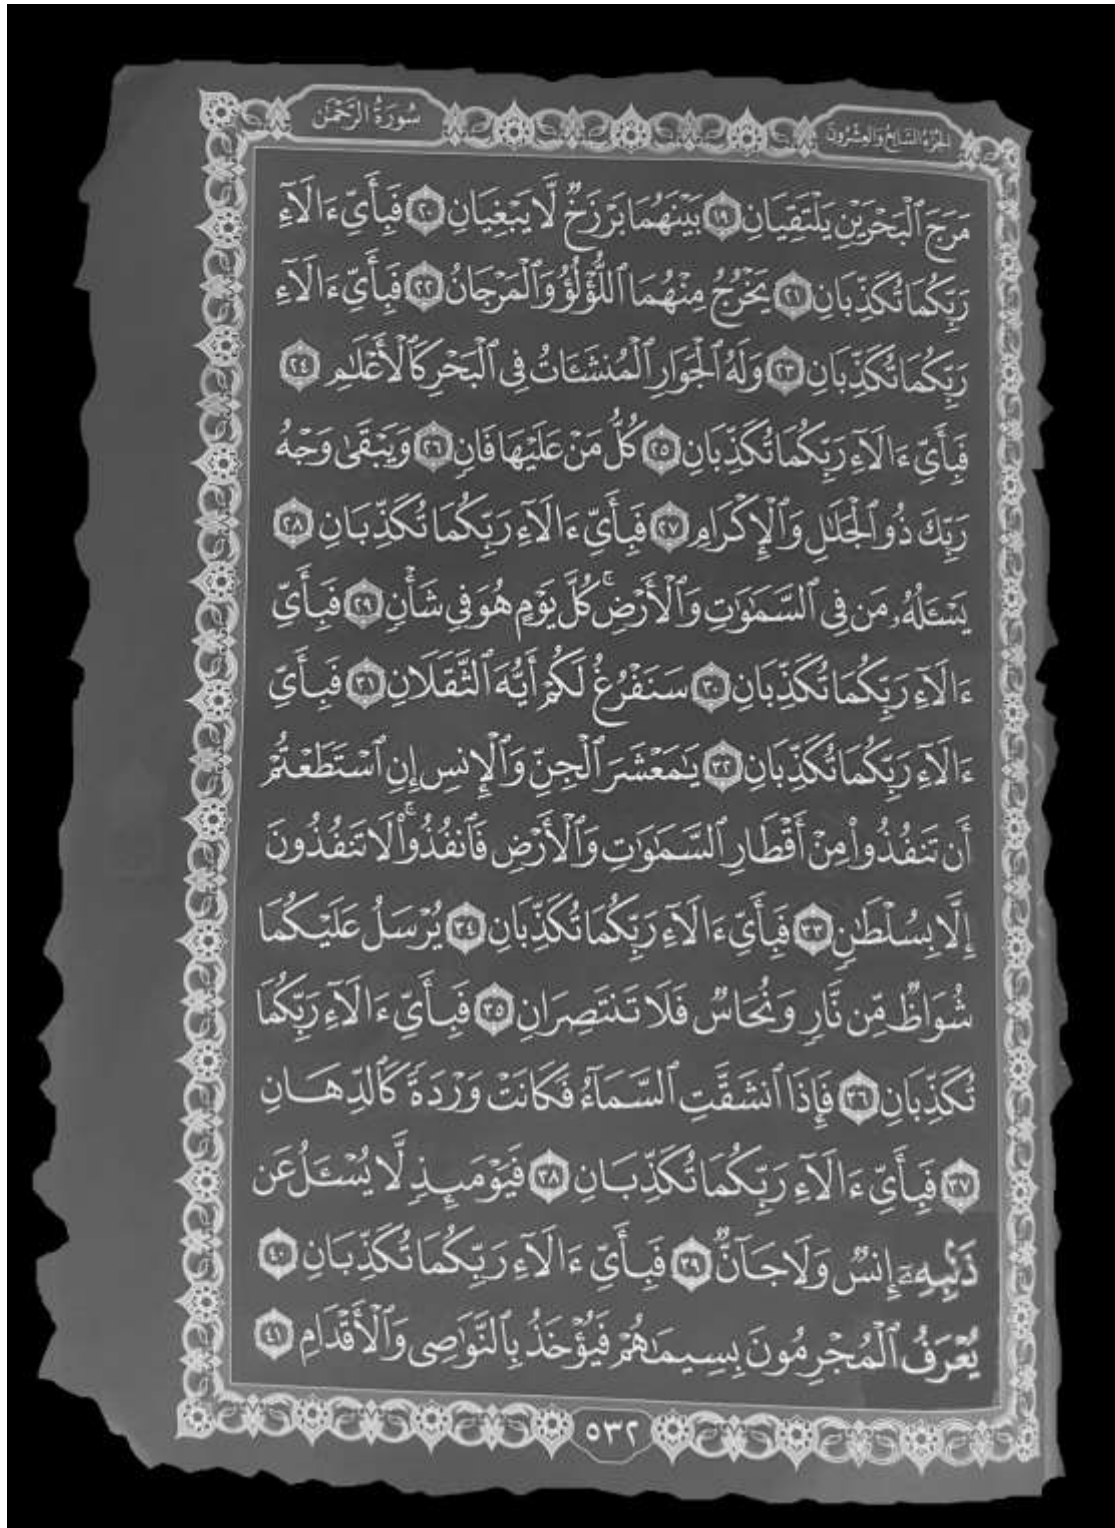 الجزء السابع والعشرون
سورة الرحمن
مَرَجَ ٱلْبَحْرَيْنِ يَلْتَقِيَانِ ١٩ بَيْنَهُمَا بَرْزَخٌ لَّا يَبْغِيَانِ ٢٠ فَبِأَىِّ ءَالَآءِ
رَبِّكُمَا تُكَذِّبَانِ ٢١ يَخْرُجُ مِنْهُمَا ٱللُّؤْلُؤُ وَٱلْمَرْجَانُ ٢٢ فَبِأَىِّ ءَالَآءِ
رَبِّكُمَا تُكَذِّبَانِ ٢٣ وَلَهُ ٱلْجَوَارِ ٱلْمُنشَـَٔاتُ فِى ٱلْبَحْرِ كَٱلْأَعْلَٰمِ ٢٤
فَبِأَىِّ ءَالَآءِ رَبِّكُمَا تُكَذِّبَانِ ٢٥ كُلُّ مَنْ عَلَيْهَا فَانٍ ٢٦ وَيَبْقَىٰ وَجْهُ
رَبِّكَ ذُو ٱلْجَلَٰلِ وَٱلْإِكْرَامِ ٢٧ فَبِأَىِّ ءَالَآءِ رَبِّكُمَا تُكَذِّبَانِ ٢٨
يَسْـَٔلُهُۥ مَن فِى ٱلسَّمَٰوَٰتِ وَٱلْأَرْضِ ۚ كُلَّ يَوْمٍ هُوَ فِى شَأْنٍ ٢٩ فَبِأَىِّ
ءَالَآءِ رَبِّكُمَا تُكَذِّبَانِ ٣٠ سَنَفْرُغُ لَكُمْ أَيُّهَ ٱلثَّقَلَانِ ٣١ فَبِأَىِّ
ءَالَآءِ رَبِّكُمَا تُكَذِّبَانِ ٣٢ يَٰمَعْشَرَ ٱلْجِنِّ وَٱلْإِنسِ إِنِ ٱسْتَطَعْتُمْ
أَن تَنفُذُوا۟ مِنْ أَقْطَارِ ٱلسَّمَٰوَٰتِ وَٱلْأَرْضِ فَٱنفُذُوا۟ ۚ لَا تَنفُذُونَ
إِلَّا بِسُلْطَٰنٍ ٣٣ فَبِأَىِّ ءَالَآءِ رَبِّكُمَا تُكَذِّبَانِ ٣٤ يُرْسَلُ عَلَيْكُمَا
شُوَاظٌ مِّن نَّارٍ وَنُحَاسٌ فَلَا تَنتَصِرَانِ ٣٥ فَبِأَىِّ ءَالَآءِ رَبِّكُمَا
تُكَذِّبَانِ ٣٦ فَإِذَا ٱنشَقَّتِ ٱلسَّمَآءُ فَكَانَتْ وَرْدَةً كَٱلدِّهَانِ
٣٧ فَبِأَىِّ ءَالَآءِ رَبِّكُمَا تُكَذِّبَانِ ٣٨ فَيَوْمَئِذٍ لَّا يُسْـَٔلُ عَن
ذَنۢبِهِۦٓ إِنسٌ وَلَا جَآنٌّ ٣٩ فَبِأَىِّ ءَالَآءِ رَبِّكُمَا تُكَذِّبَانِ ٤٠
يُعْرَفُ ٱلْمُجْرِمُونَ بِسِيمَٰهُمْ فَيُؤْخَذُ بِٱلنَّوَٰصِى وَٱلْأَقْدَامِ ٤١
٥٣٢